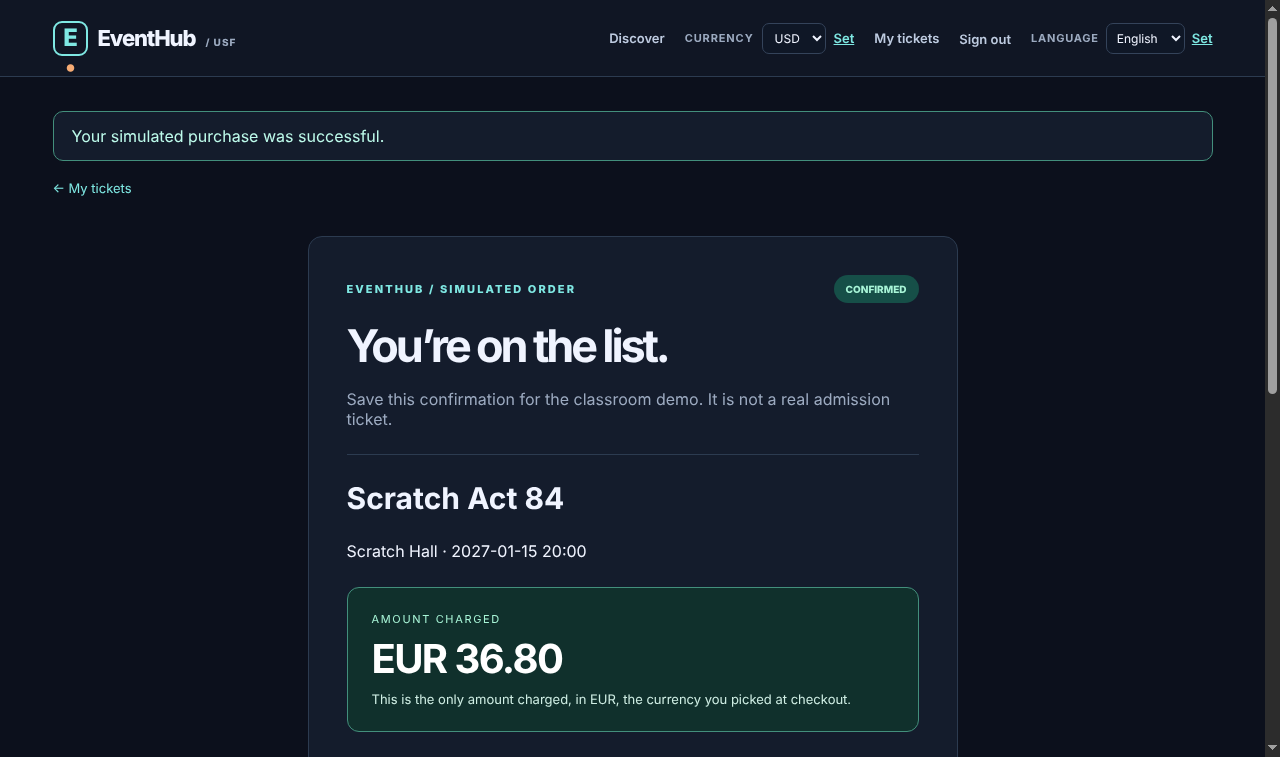 E EventHub / USF
Discover CURRENCY USD Set My tickets Sign out LANGUAGE English Set
Your simulated purchase was successful.
← My tickets
EVENTHUB / SIMULATED ORDER CONFIRMED
You’re on the list.
Save this confirmation for the classroom demo. It is not a real admission
ticket.
Scratch Act 84
Scratch Hall · 2027-01-15 20:00
AMOUNT CHARGED
EUR 36.80
This is the only amount charged, in EUR, the currency you picked at checkout.